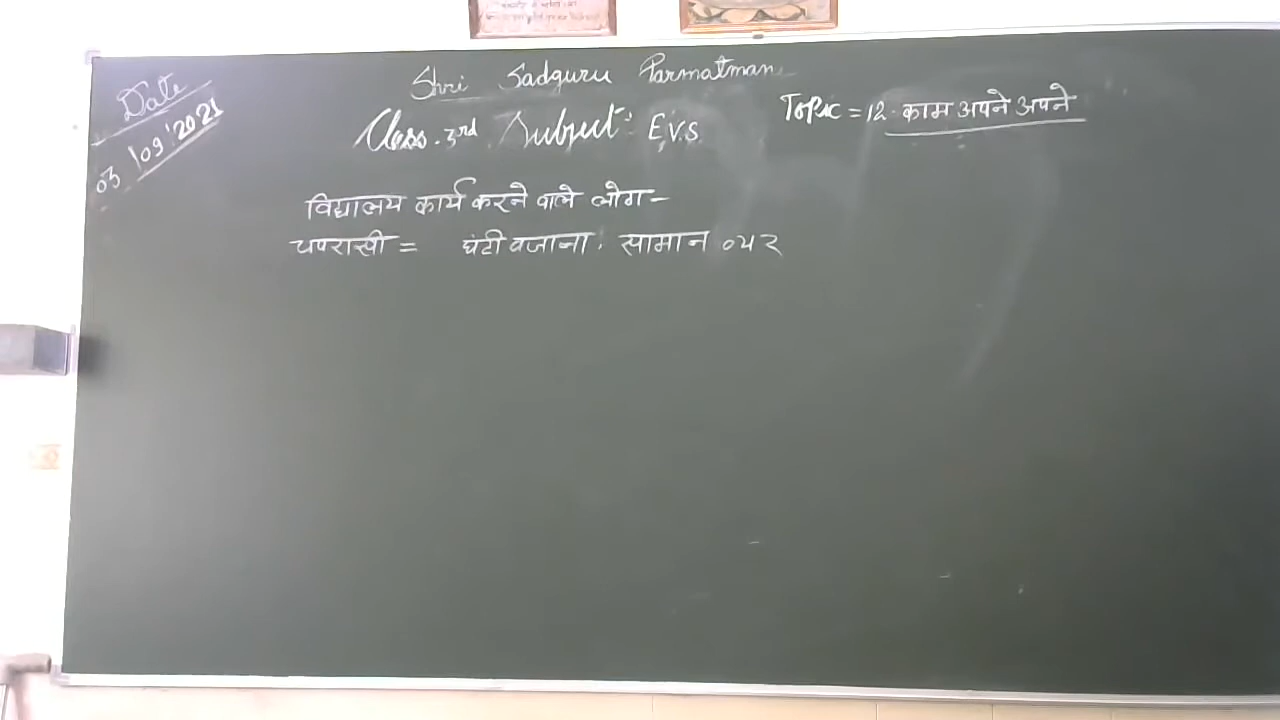 Shri Sadguru Parmatman
Date
03/09/2021
Class. 3rd Subject: E.V.S.
Topic = 12. काम अपने अपने
विद्यालय कार्य करने वाले लोग-
चपरासी = घंटी बजाना, सामान